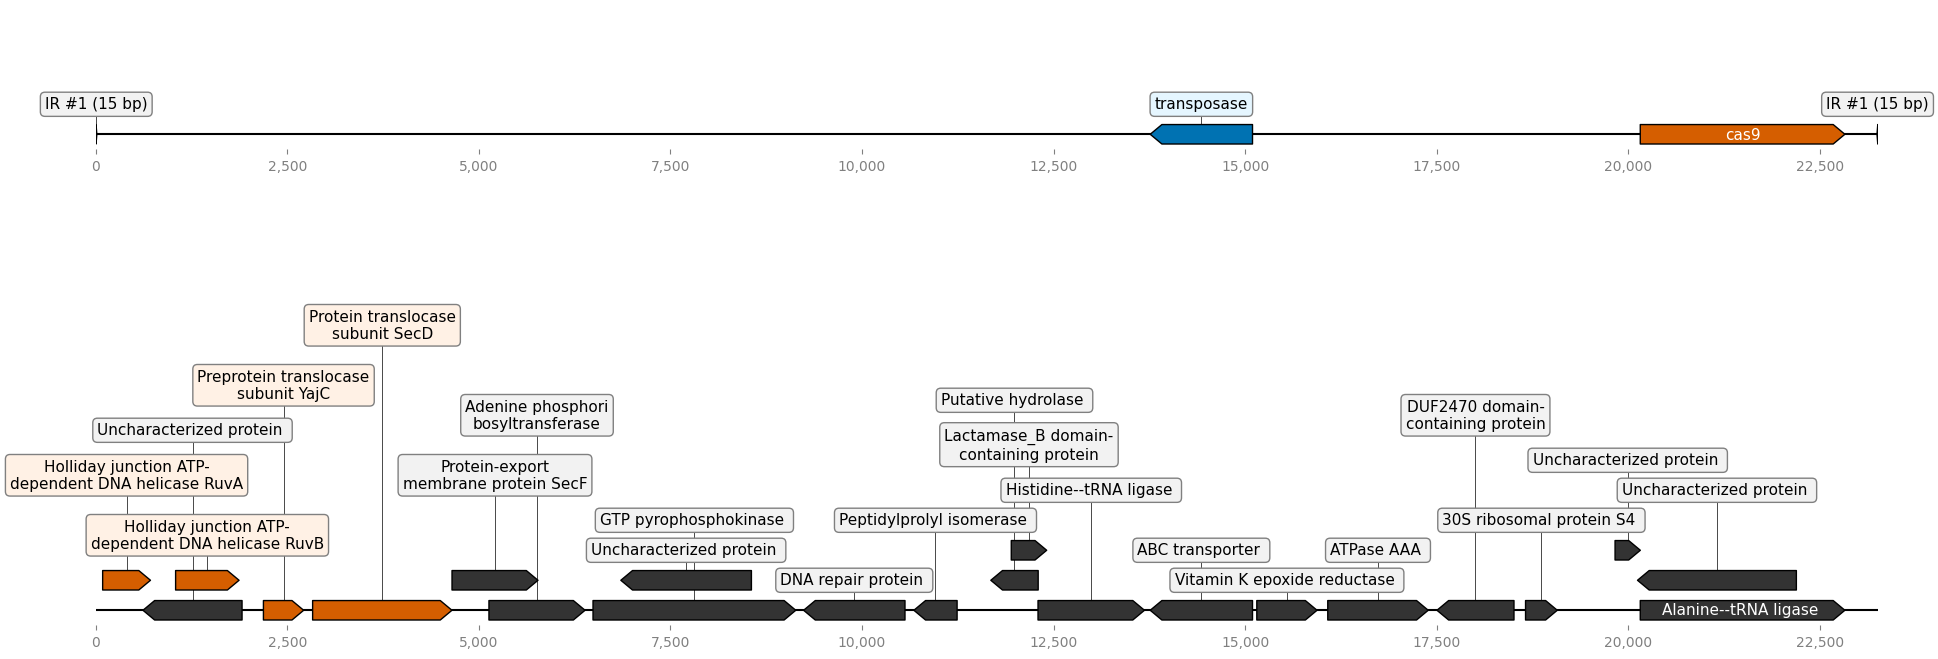 IR #1 (15 bp)
transposase
IR #1 (15 bp)
cas9
0
2,500
5,000
7,500
10,000
12,500
15,000
17,500
20,000
22,500
Protein translocase
subunit SecD
Preprotein translocase
subunit YajC
Putative hydrolase
Adenine phosphori
bosyltransferase
DUF2470 domain-
containing protein
Uncharacterized protein
Lactamase_B domain-
containing protein
Uncharacterized protein
Holliday junction ATP-
dependent DNA helicase RuvA
Protein-export
membrane protein SecF
Histidine--tRNA ligase
Uncharacterized protein
Holliday junction ATP-
dependent DNA helicase RuvB
GTP pyrophosphokinase
Peptidylprolyl isomerase
30S ribosomal protein S4
Uncharacterized protein
ABC transporter
ATPase AAA
DNA repair protein
Vitamin K epoxide reductase
Alanine--tRNA ligase
0
2,500
5,000
7,500
10,000
12,500
15,000
17,500
20,000
22,500